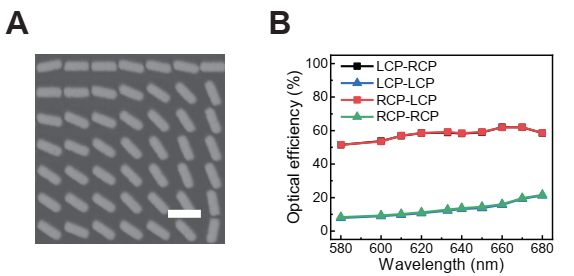 A
B
Optical efficiency (%)
100
80
60
40
20
0
LCP-RCP
LCP-LCP
RCP-LCP
RCP-RCP
580 600 620 640 660 680
Wavelength (nm)